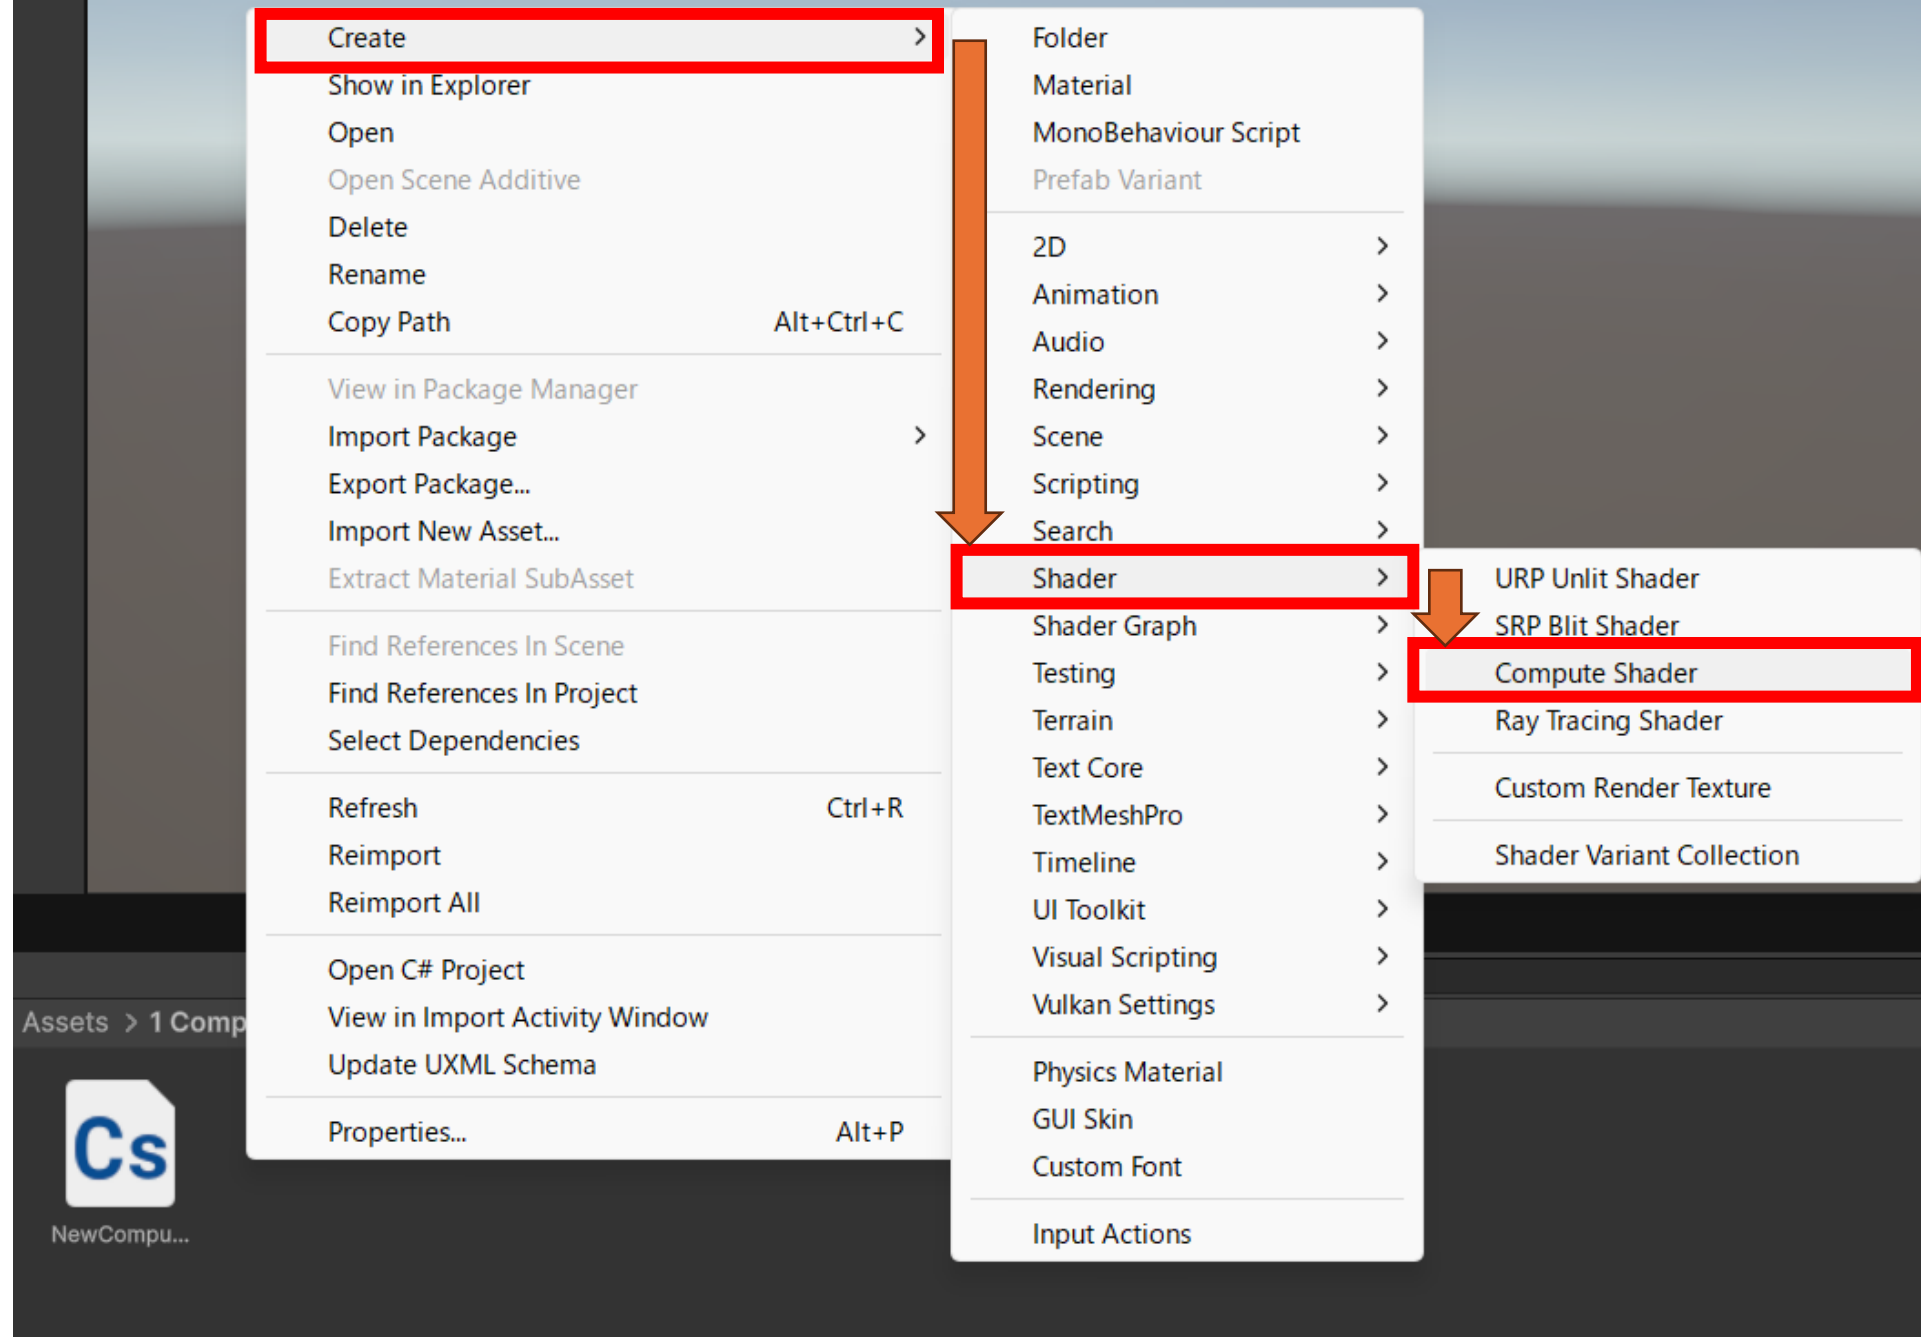 Create
Show in Explorer
Open
Open Scene Additive
Delete
Rename
Copy Path Alt+Ctrl+C
View in Package Manager
Import Package
Export Package...
Import New Asset...
Extract Material SubAsset
Find References In Scene
Find References In Project
Select Dependencies
Refresh Ctrl+R
Reimport
Reimport All
Open C# Project
View in Import Activity Window
Update UXML Schema
Properties... Alt+P
Folder
Material
MonoBehaviour Script
Prefab Variant
2D
Animation
Audio
Rendering
Scene
Scripting
Search
Shader
Shader Graph
Testing
Terrain
Text Core
TextMeshPro
Timeline
UI Toolkit
Visual Scripting
Vulkan Settings
Physics Material
GUI Skin
Custom Font
Input Actions
URP Unlit Shader
SRP Blit Shader
Compute Shader
Ray Tracing Shader
Custom Render Texture
Shader Variant Collection
Assets > 1 Comp
Cs
NewCompu...